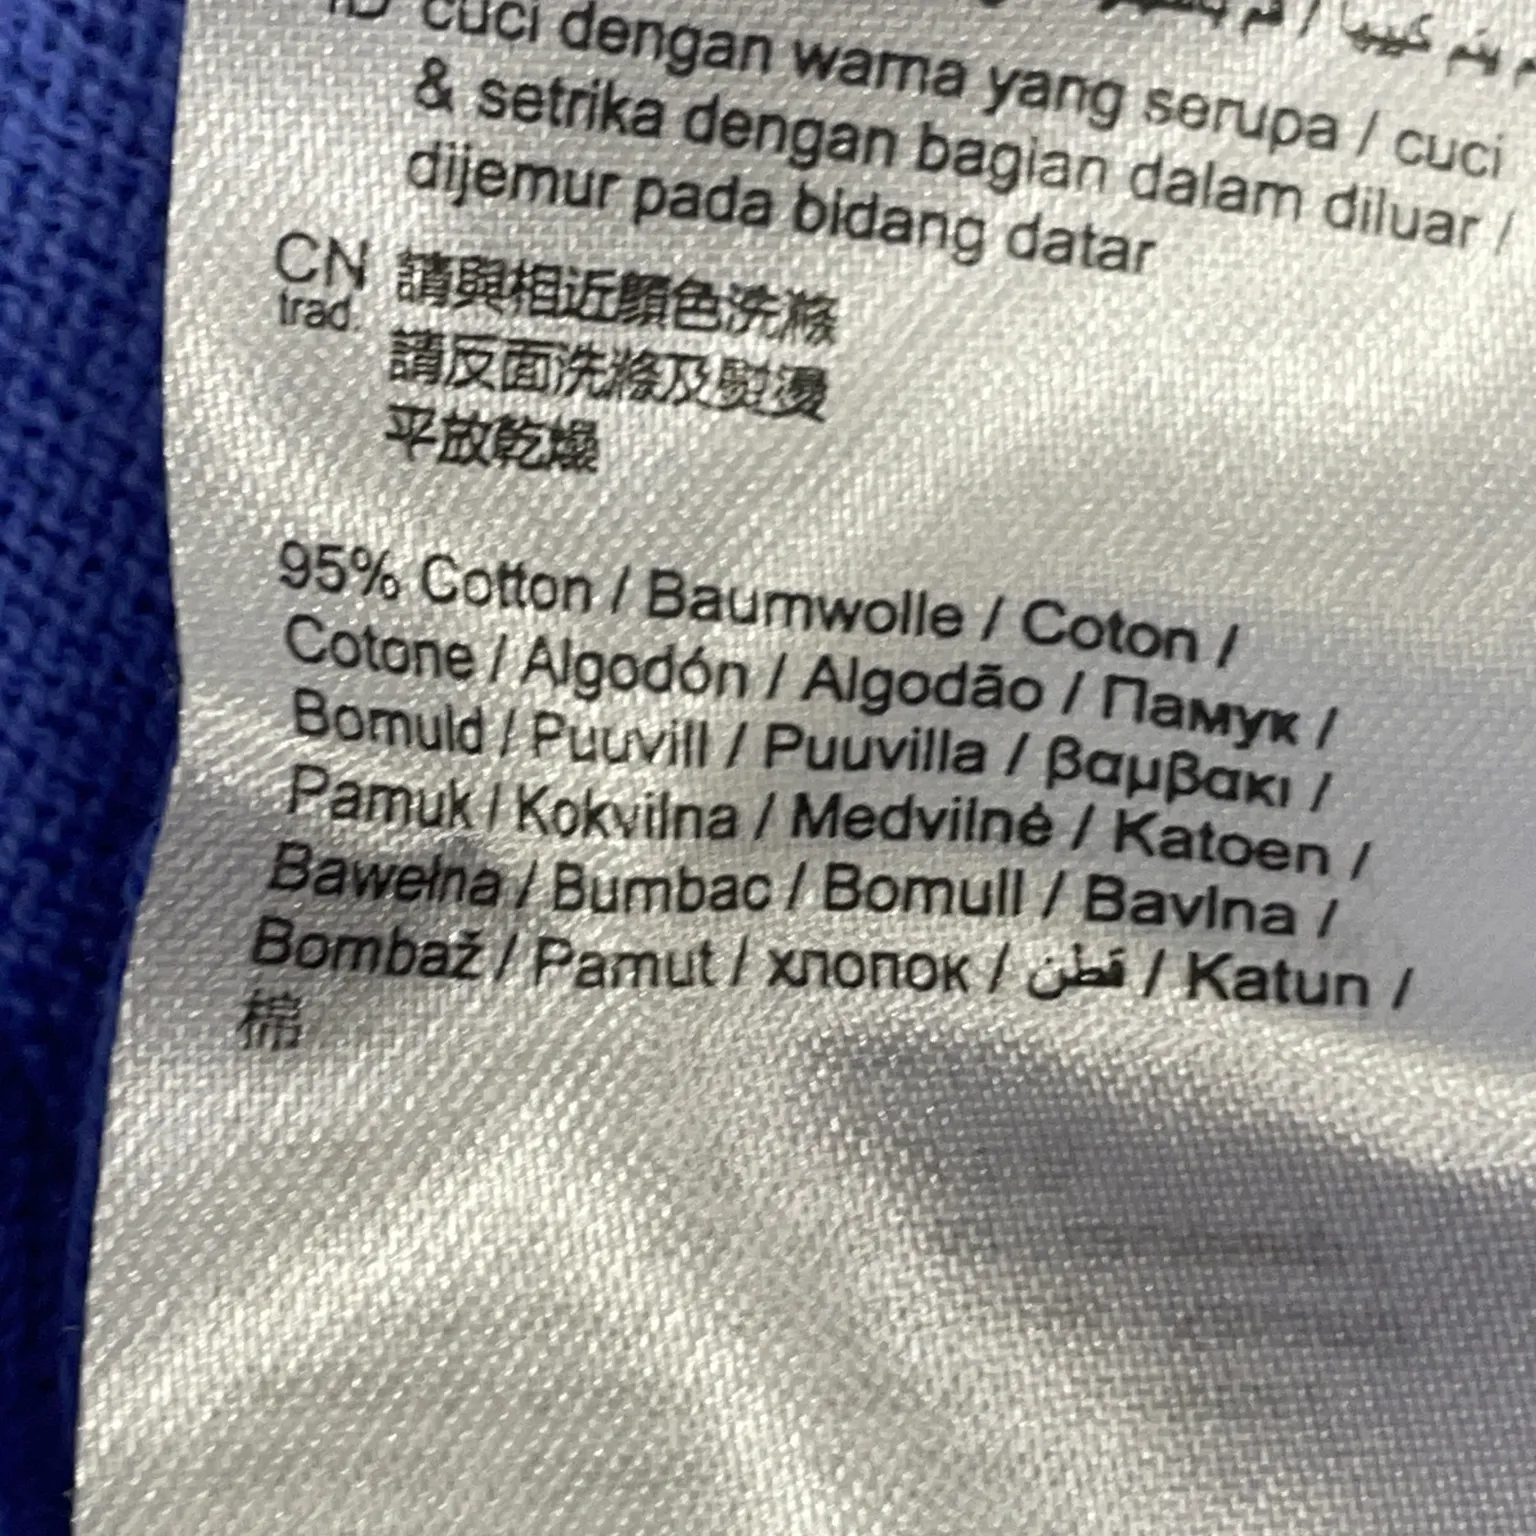 ID cuci dengan warna yang serupa / cuci
& setrika dengan bagian dalam diluar /
dijemur pada bidang datar
CN 請與相近顏色洗滌
trad. 請反面洗滌及熨燙
平放乾燥
95% Cotton / Baumwolle / Coton /
Cotone / Algodón / Algodão / Памук /
Bomuld / Puuvill / Puuvilla / βαμβακι /
Pamuk / Kokvilna / Medvilnė / Katoen /
Bawełna / Bumbac / Bomull / Bavlna /
Bombaž / Pamut / хлопок / قطن / Katun /
棉